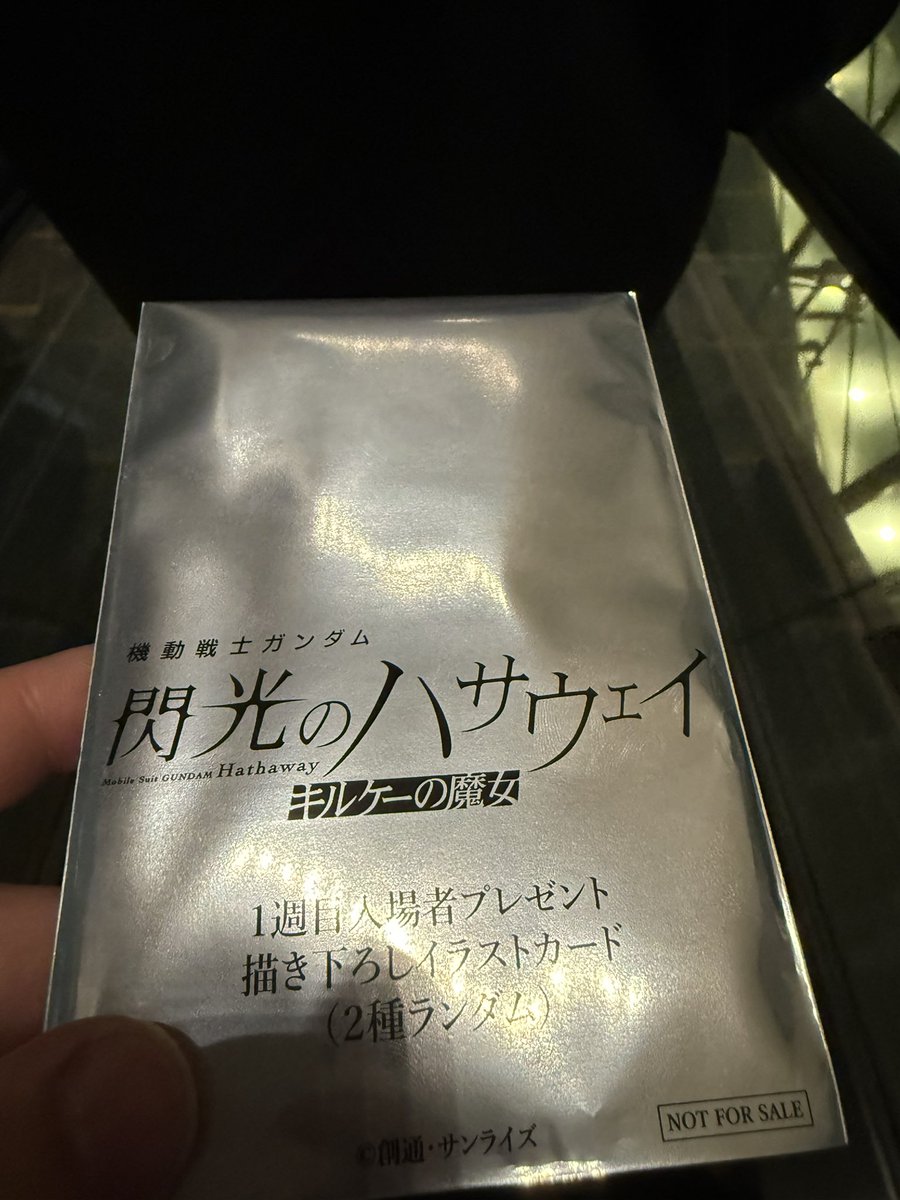 機動戦士ガンダム
閃光のハサウェイ
Mobile Suit GUNDAM Hathaway
キルケーの魔女
1週目入場者プレゼント
描き下ろしイラストカード
(2種ランダム)
NOT FOR SALE
©創通・サンライズ